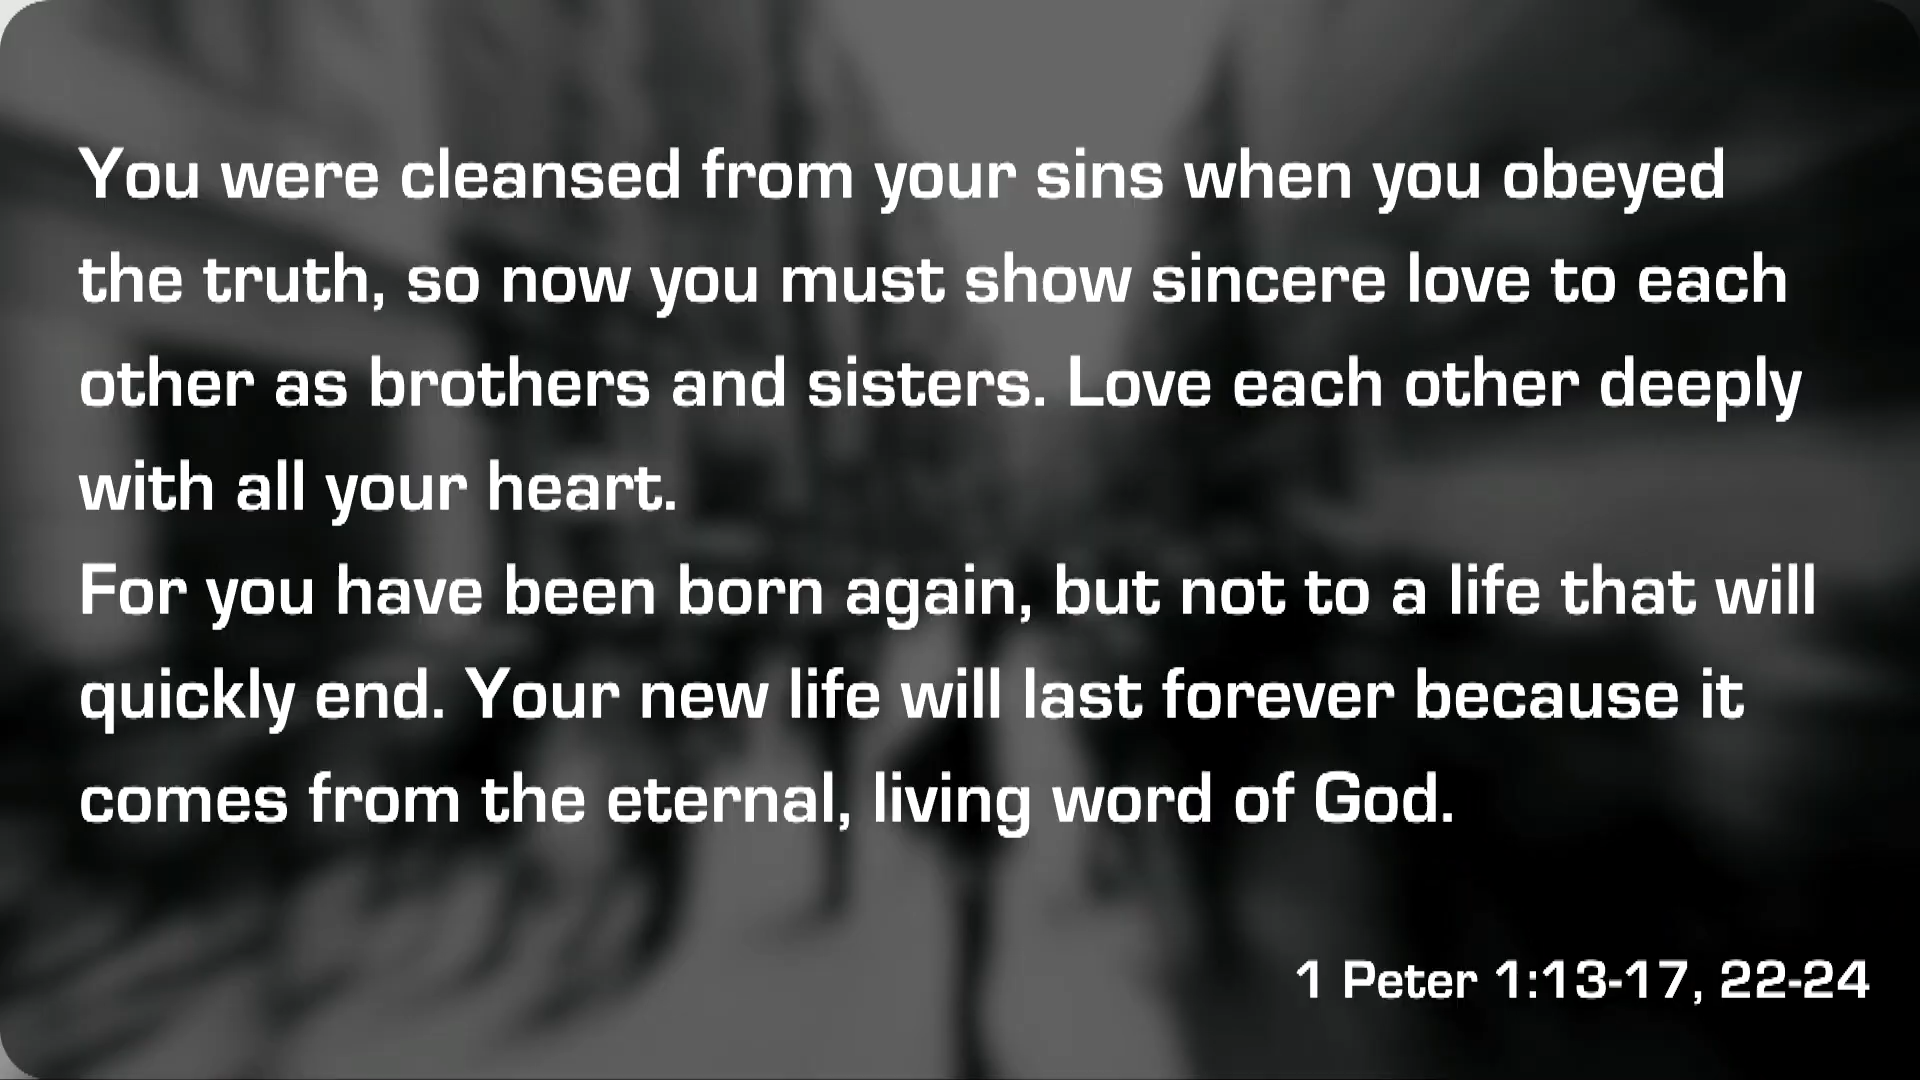 You were cleansed from your sins when you obeyed
the truth, so now you must show sincere love to each
other as brothers and sisters. Love each other deeply
with all your heart.
For you have been born again, but not to a life that will
quickly end. Your new life will last forever because it
comes from the eternal, living word of God.
1 Peter 1:13-17, 22-24